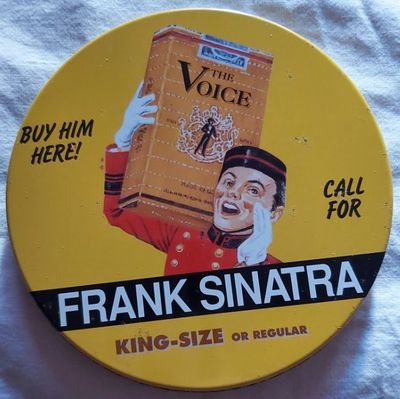 THE
VOICE
BUY HIM
HERE!
CALL
FOR
FRANK SINATRA
KING-SIZE OR REGULAR